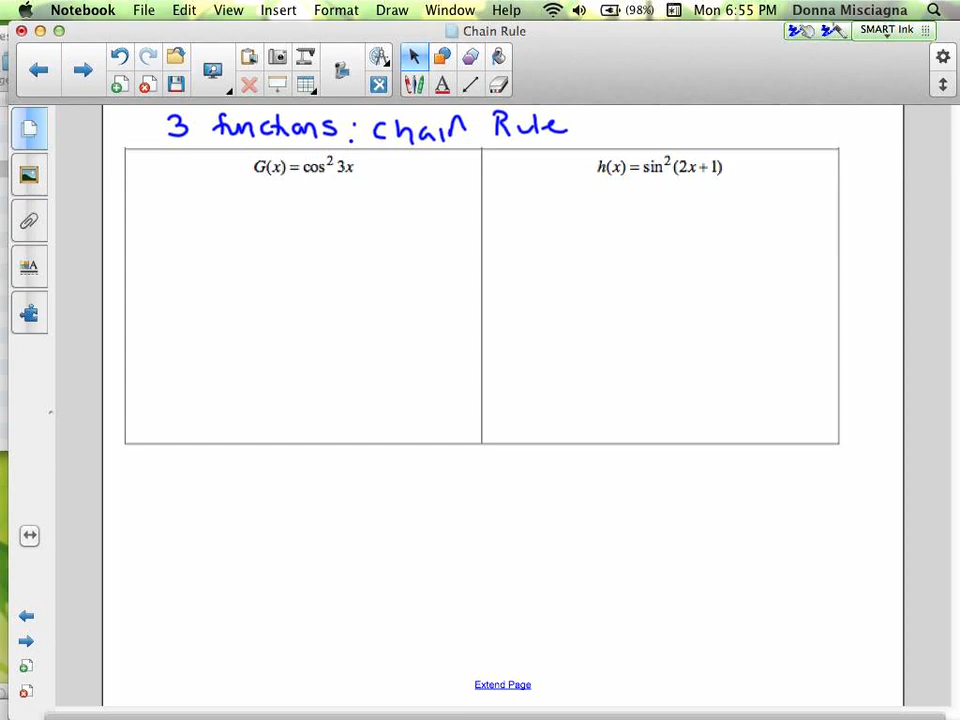 Notebook File Edit View Insert Format Draw Window Help (98%) Mon 6:55 PM Donna Misciagna
Chain Rule
SMART Ink
3 functions: Chain Rule
G(x) = cos² 3x
h(x) = sin² (2x + 1)
Extend Page